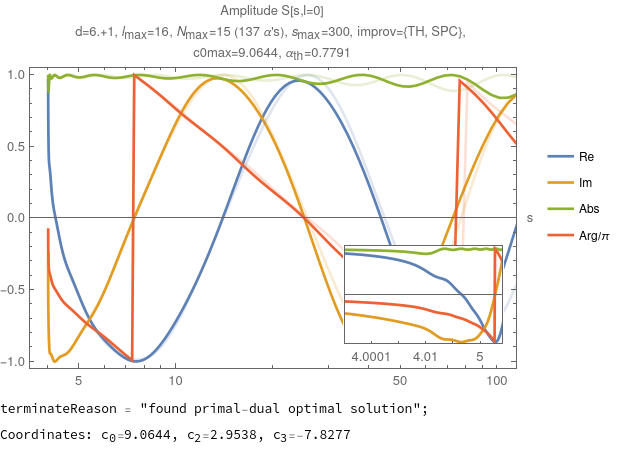 Amplitude S[s,l=0]
d=6.+1, lmax=16, Nmax=15 (137 α's), smax=300, improv={TH, SPC},
c0max=9.0644, αth=0.7791
1.0
0.5
0.0
-0.5
-1.0
5
10
50
100
s
4.0001
4.01
5
Re
Im
Abs
Arg/π
terminateReason = "found primal-dual optimal solution";
Coordinates: c0=9.0644, c2=2.9538, c3=-7.8277